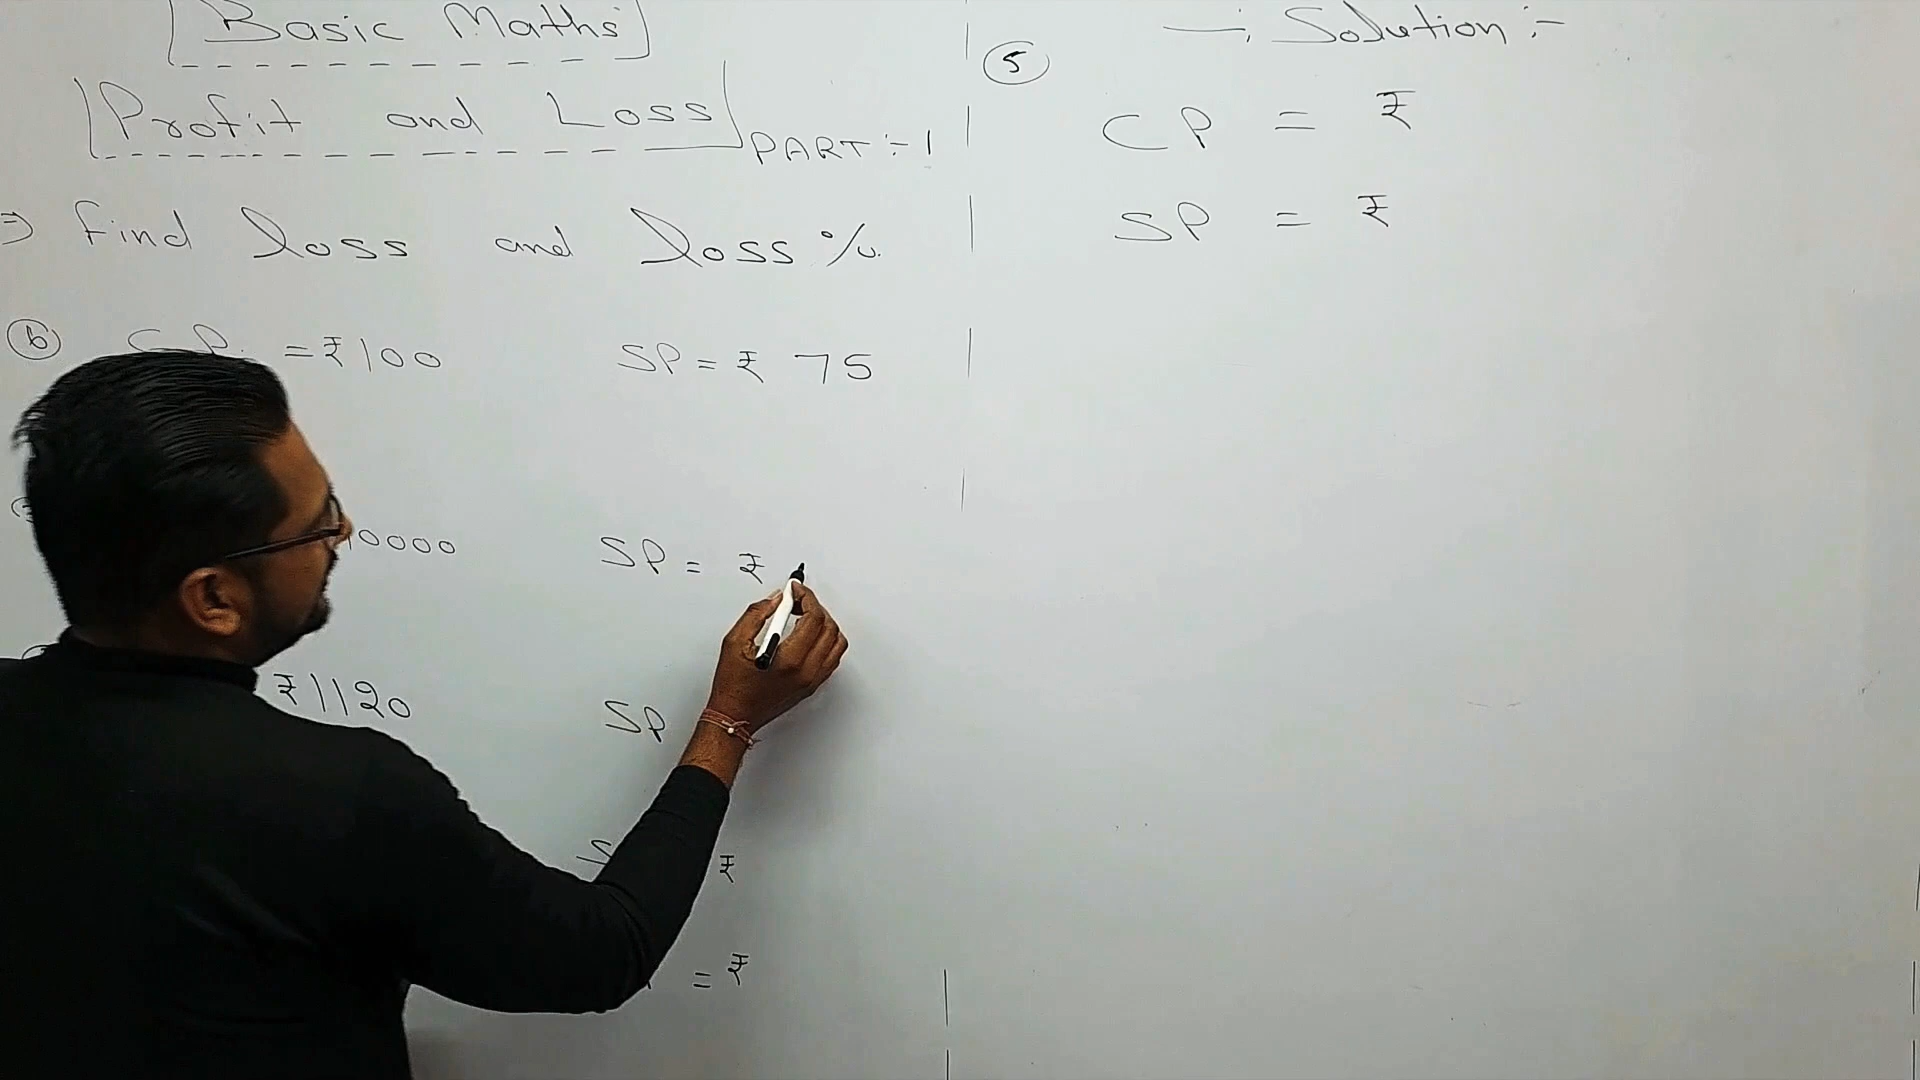 Basic Maths
Profit and Loss PART :- 1
⇒ find loss and loss %.
⑥ CP = ₹100 SP = ₹ 75
0000 SP = ₹
₹1120 SP
₹
= ₹
-: Solution :-
⑤
CP = ₹
SP = ₹